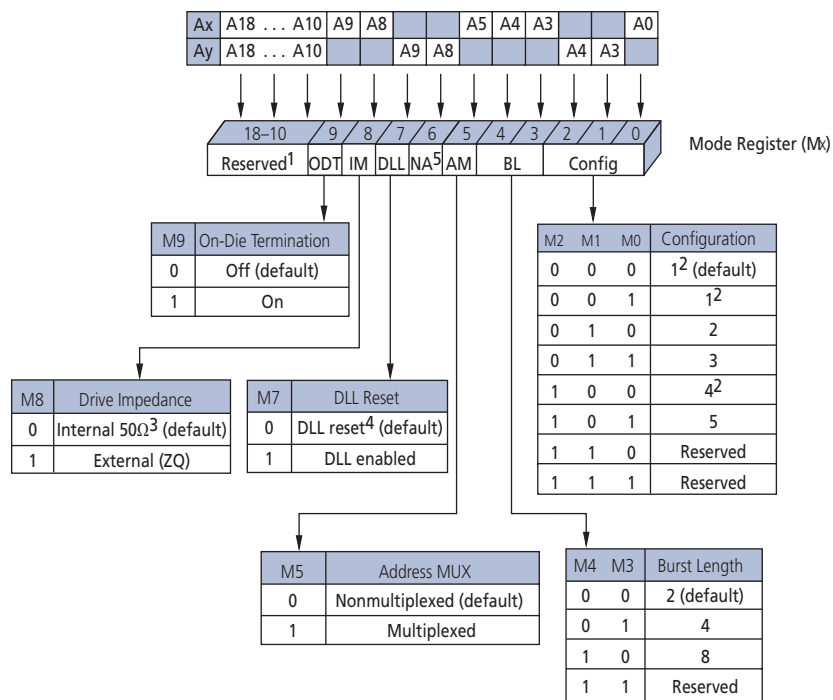 Ax A18 ... A10 A9 A8 A5 A4 A3 A0
Ay A18 ... A10 A9 A8 A4 A3
18–10 9 8 7 6 5 4 3 2 1 0
Reserved1 ODT IM DLL NA5 AM BL Config
Mode Register (Mx)
M9 On-Die Termination
0 Off (default)
1 On
M2 M1 M0 Configuration
0 0 0 12 (default)
0 0 1 12
0 1 0 2
0 1 1 3
1 0 0 42
1 0 1 5
1 1 0 Reserved
1 1 1 Reserved
M8 Drive Impedance
0 Internal 50Ω3 (default)
1 External (ZQ)
M7 DLL Reset
0 DLL reset4 (default)
1 DLL enabled
M5 Address MUX
0 Nonmultiplexed (default)
1 Multiplexed
M4 M3 Burst Length
0 0 2 (default)
0 1 4
1 0 8
1 1 Reserved